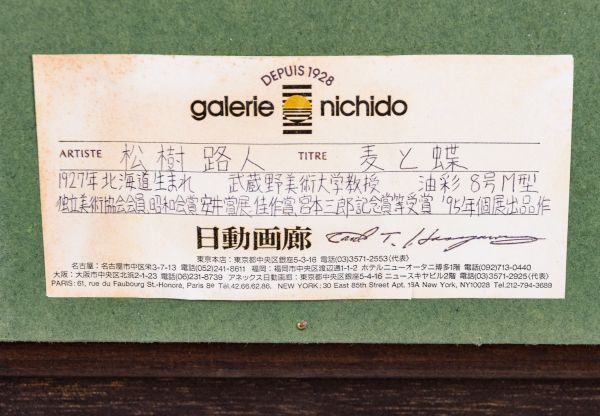 DEPUIS 1928
galerie nichido
ARTISTE 松樹 路人 TITRE 麦と蝶
1927年北海道生まれ 武蔵野美術大学教授 油彩 8号M型
独立美術協会会員 昭和会賞 安井賞展佳作賞 宮本三郎記念賞等受賞 '95年個展出品作
日動画廊
東京本店：東京都中央区銀座5-3-16 電話(03)3571-2553〈代表〉
名古屋：名古屋市中区栄3-7-13 電話(052)241-8611 福岡：福岡市中央区渡辺通1-1-2 ホテルニューオータニ博多1階 電話(092)713-0440
大阪：大阪市中央区北浜2-1-23 電話(06)231-8739 アネックス日動画廊：東京都中央区銀座5-4-16 ニュースキヤビル2階 電話(03)3571-2925〈代表〉
PARIS: 61, rue du Faubourg St.-Honoré, Paris 8e Tél.42.66.62.86. NEW YORK: 30 East 85th Street Apt. 13A New York, NY10028 Tel.212-794-3689